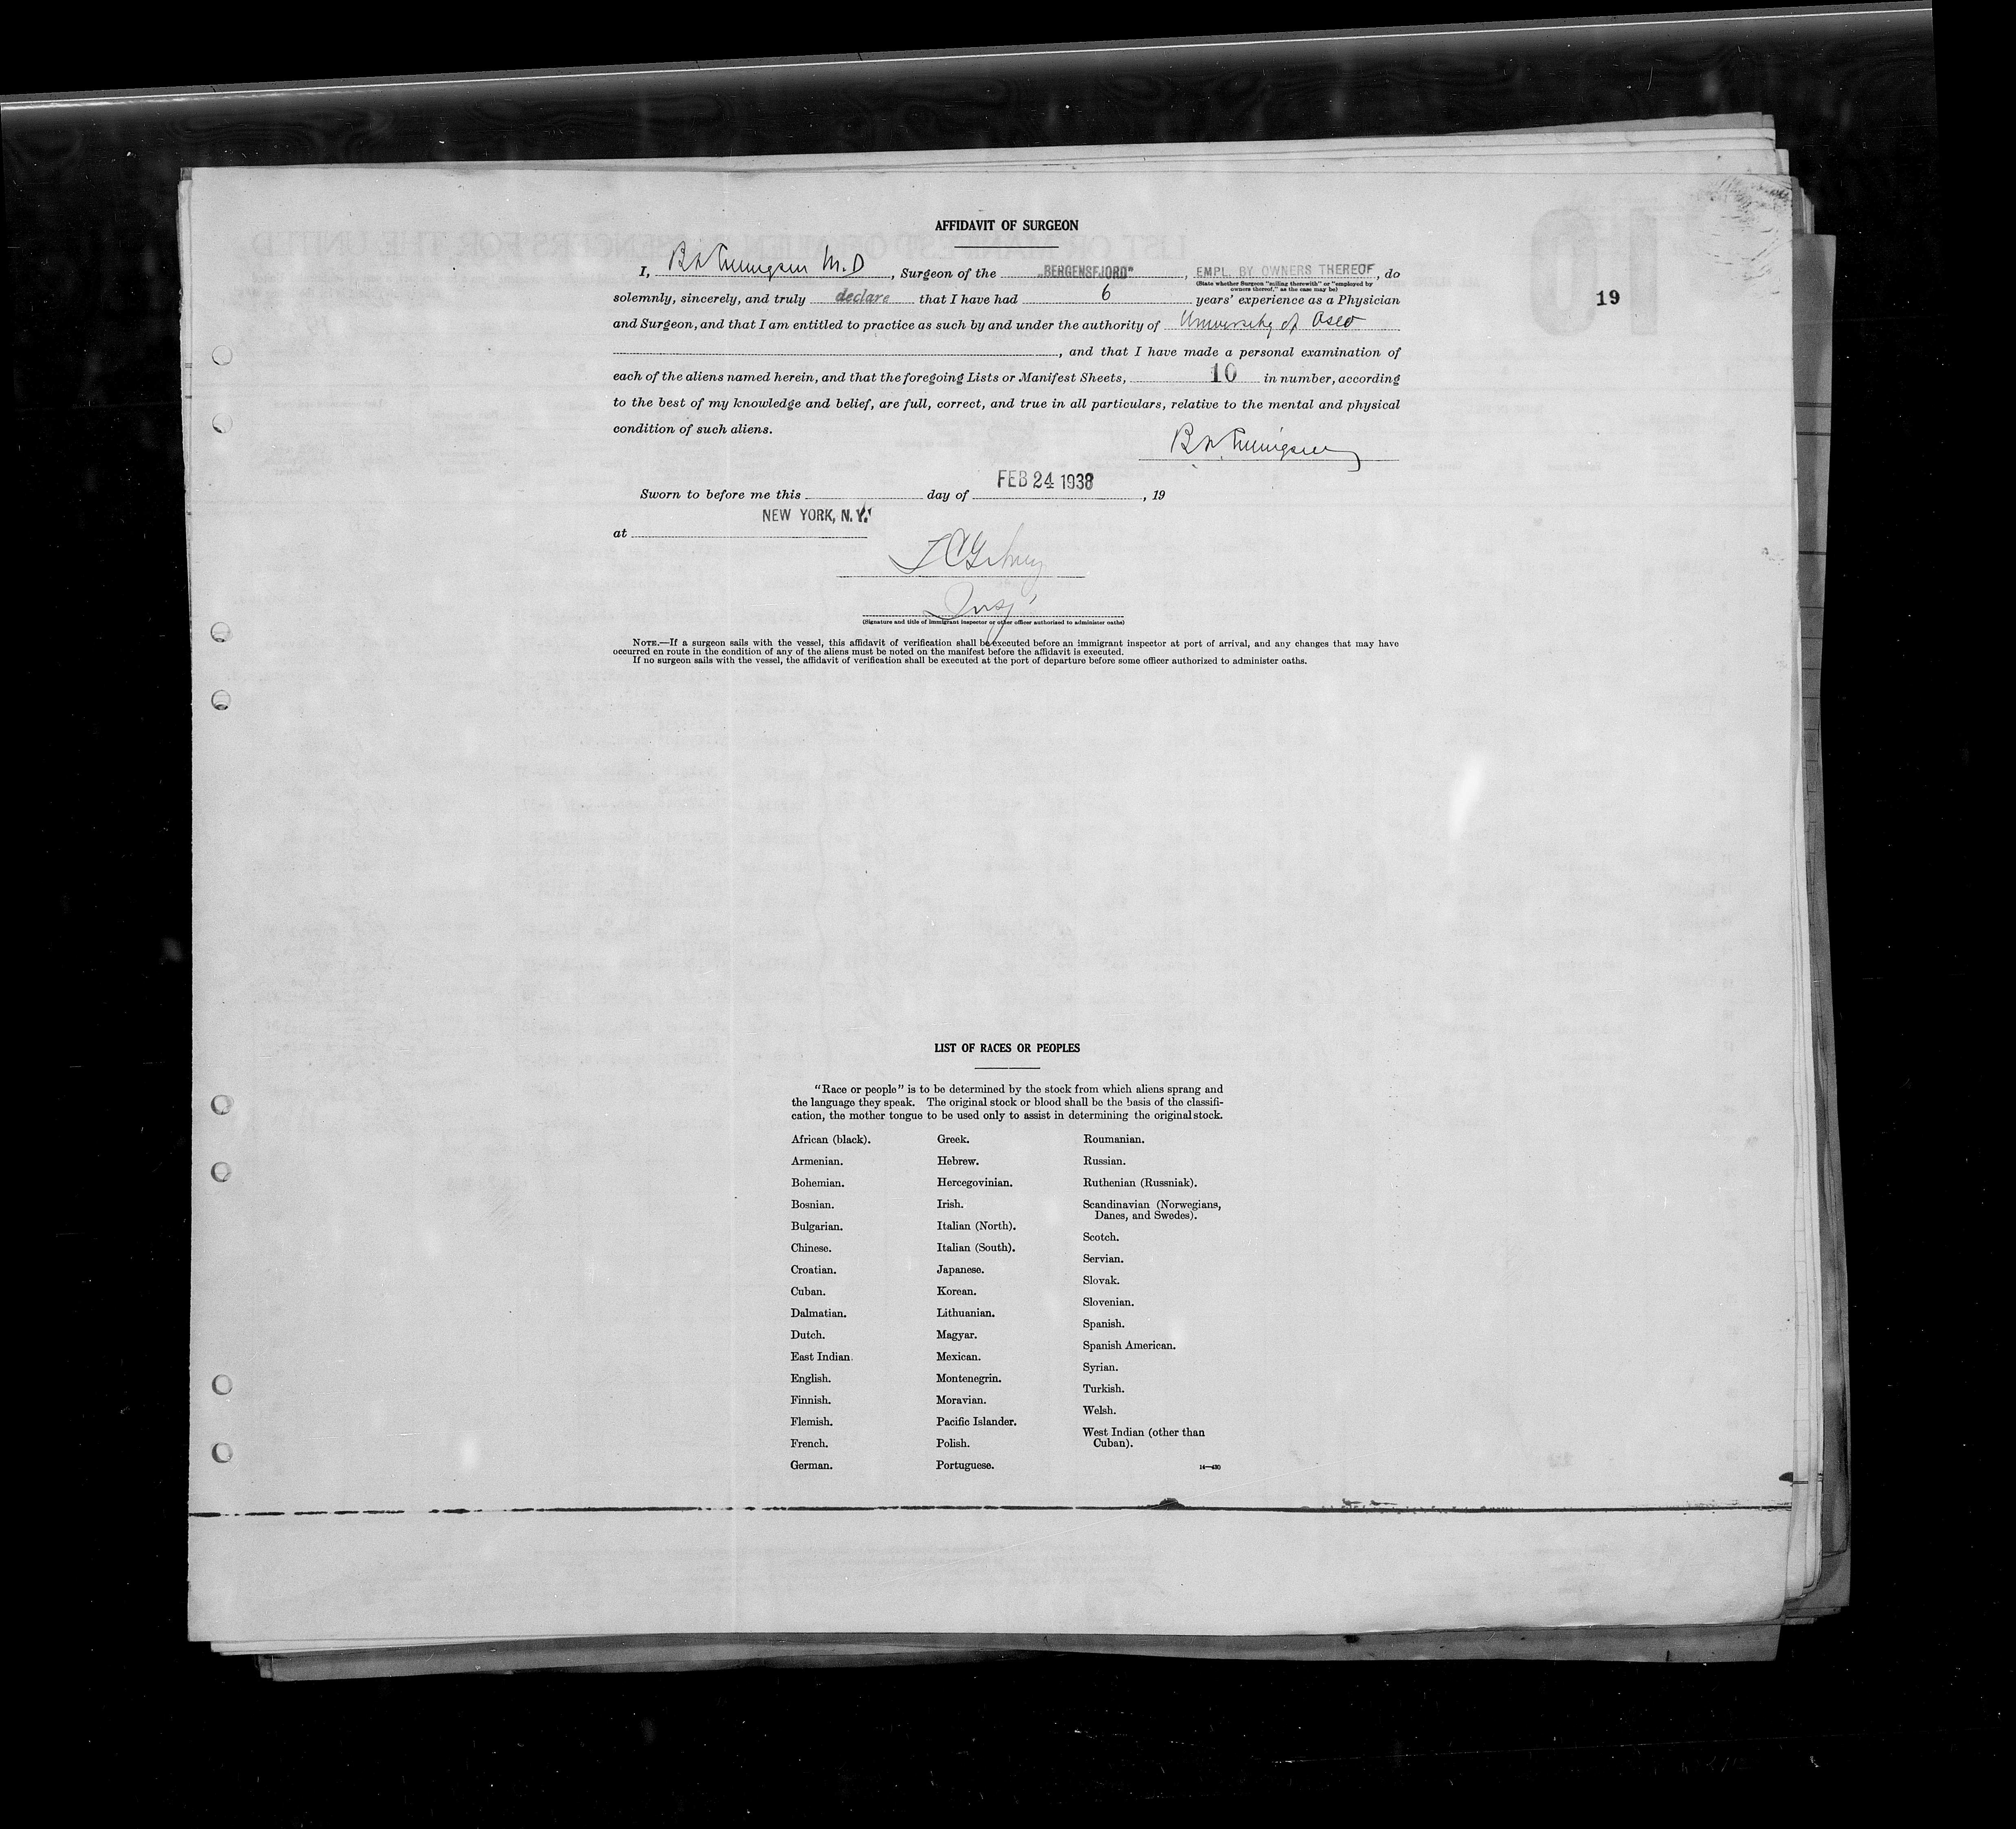 AFFIDAVIT OF SURGEON
I, M.D, Surgeon of the „BERGENSFJORD", EMPL. BY OWNERS THEREOF, do
(State whether Surgeon "sailing therewith" or "employed by
owners thereof," as the case may be)
solemnly, sincerely, and truly declare that I have had 6 years' experience as a Physician
19
and Surgeon, and that I am entitled to practice as such by and under the authority of University of Oslo
, and that I have made a personal examination of
each of the aliens named herein, and that the foregoing Lists or Manifest Sheets, 10 in number, according
to the best of my knowledge and belief, are full, correct, and true in all particulars, relative to the mental and physical
condition of such aliens.
Sworn to before me this day of FEB 24 1938, 19
at NEW YORK, N.Y.
Insp
(Signature and title of immigrant inspector or other officer authorized to administer oaths)
NOTE.—If a surgeon sails with the vessel, this affidavit of verification shall be executed before an immigrant inspector at port of arrival, and any changes that may have
occurred en route in the condition of any of the aliens must be noted on the manifest before the affidavit is executed.
If no surgeon sails with the vessel, the affidavit of verification shall be executed at the port of departure before some officer authorized to administer oaths.
LIST OF RACES OR PEOPLES
"Race or people" is to be determined by the stock from which aliens sprang and
the language they speak. The original stock or blood shall be the basis of the classifi-
cation, the mother tongue to be used only to assist in determining the original stock.
African (black).
Armenian.
Bohemian.
Bosnian.
Bulgarian.
Chinese.
Croatian.
Cuban.
Dalmatian.
Dutch.
East Indian.
English.
Finnish.
Flemish.
French.
German.
Greek.
Hebrew.
Hercegovinian.
Irish.
Italian (North).
Italian (South).
Japanese.
Korean.
Lithuanian.
Magyar.
Mexican.
Montenegrin.
Moravian.
Pacific Islander.
Polish.
Portuguese.
Roumanian.
Russian.
Ruthenian (Russniak).
Scandinavian (Norwegians,
Danes, and Swedes).
Scotch.
Servian.
Slovak.
Slovenian.
Spanish.
Spanish American.
Syrian.
Turkish.
Welsh.
West Indian (other than
Cuban).
14—430